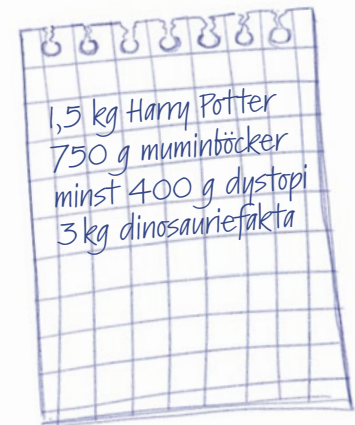 1,5 kg Harry Potter
750 g muminböcker
minst 400 g dystopi
3 kg dinosauriefakta